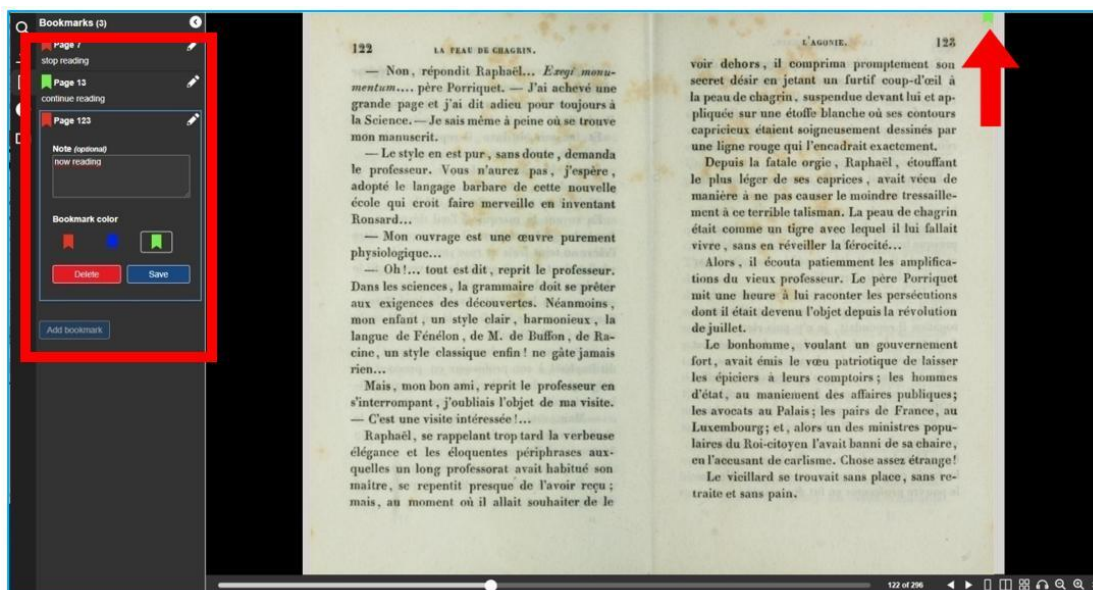 Bookmarks (3)
Page 7
stop reading
Page 13
continue reading
Page 123
Note (optional)
now reading
Bookmark color
Delete
Save
Add bookmark
122
LA PEAU DE CHAGRIN.
— Non, répondit Raphaël... Exegi monu-
mentum.... père Porriquet. — J'ai achevé une
grande page et j'ai dit adieu pour toujours à
la Science. — Je sais même à peine où se trouve
mon manuscrit.
— Le style en est pur, sans doute, demanda
le professeur. Vous n'aurez pas, j'espère,
adopté le langage barbare de cette nouvelle
école qui croit faire merveille en inventant
Ronsard...
— Mon ouvrage est une œuvre purement
physiologique...
— Oh!... tout est dit, reprit le professeur.
Dans les sciences, la grammaire doit se prêter
aux exigences des découvertes. Néanmoins,
mon enfant, un style clair, harmonieux, la
langue de Fénélon, de M. de Buffon, de Ra-
cine, un style classique enfin! ne gâte jamais
rien...
Mais, mon bon ami, reprit le professeur en
s'interrompant, j'oubliais l'objet de ma visite.
— C'est une visite intéressée!...
Raphaël, se rappelant trop tard la verbeuse
élégance et les éloquentes périphrases aux-
quelles un long professorat avait habitué son
maître, se repentit presque de l'avoir reçu;
mais, au moment où il allait souhaiter de le
L'AGONIE.
123
voir dehors, il comprima promptement son
secret désir en jetant un furtif coup-d'œil à
la peau de chagrin, suspendue devant lui et ap-
pliquée sur une étoffe blanche où ses contours
capricieux étaient soigneusement dessinés par
une ligne rouge qui l'encadrait exactement.
Depuis la fatale orgie, Raphaël, étouffant
le plus léger de ses caprices, avait vécu de
manière à ne pas causer le moindre tressaille-
ment à ce terrible talisman. La peau de chagrin
était comme un tigre avec lequel il lui fallait
vivre, sans en réveiller la férocité...
Alors, il écouta patiemment les amplifica-
tions du vieux professeur. Le père Porriquet
mit une heure à lui raconter les persécutions
dont il était devenu l'objet depuis la révolution
de juillet.
Le bonhomme, voulant un gouvernement
fort, avait émis le vœu patriotique de laisser
les épiciers à leurs comptoirs; les hommes
d'état, au maniement des affaires publiques;
les avocats au Palais; les pairs de France, au
Luxembourg; et, alors un des ministres popu-
laires du Roi-citoyen l'avait banni de sa chaire,
en l'accusant de carlisme. Chose assez étrange!
Le vieillard se trouvait sans place, sans re-
traite et sans pain.
122 of 296